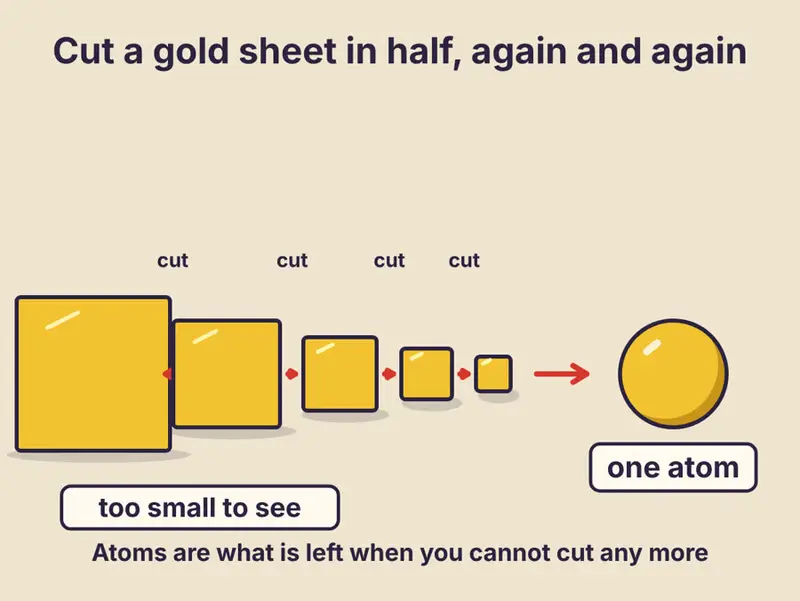 Cut a gold sheet in half, again and again
cut cut cut cut
one atom
too small to see
Atoms are what is left when you cannot cut any more